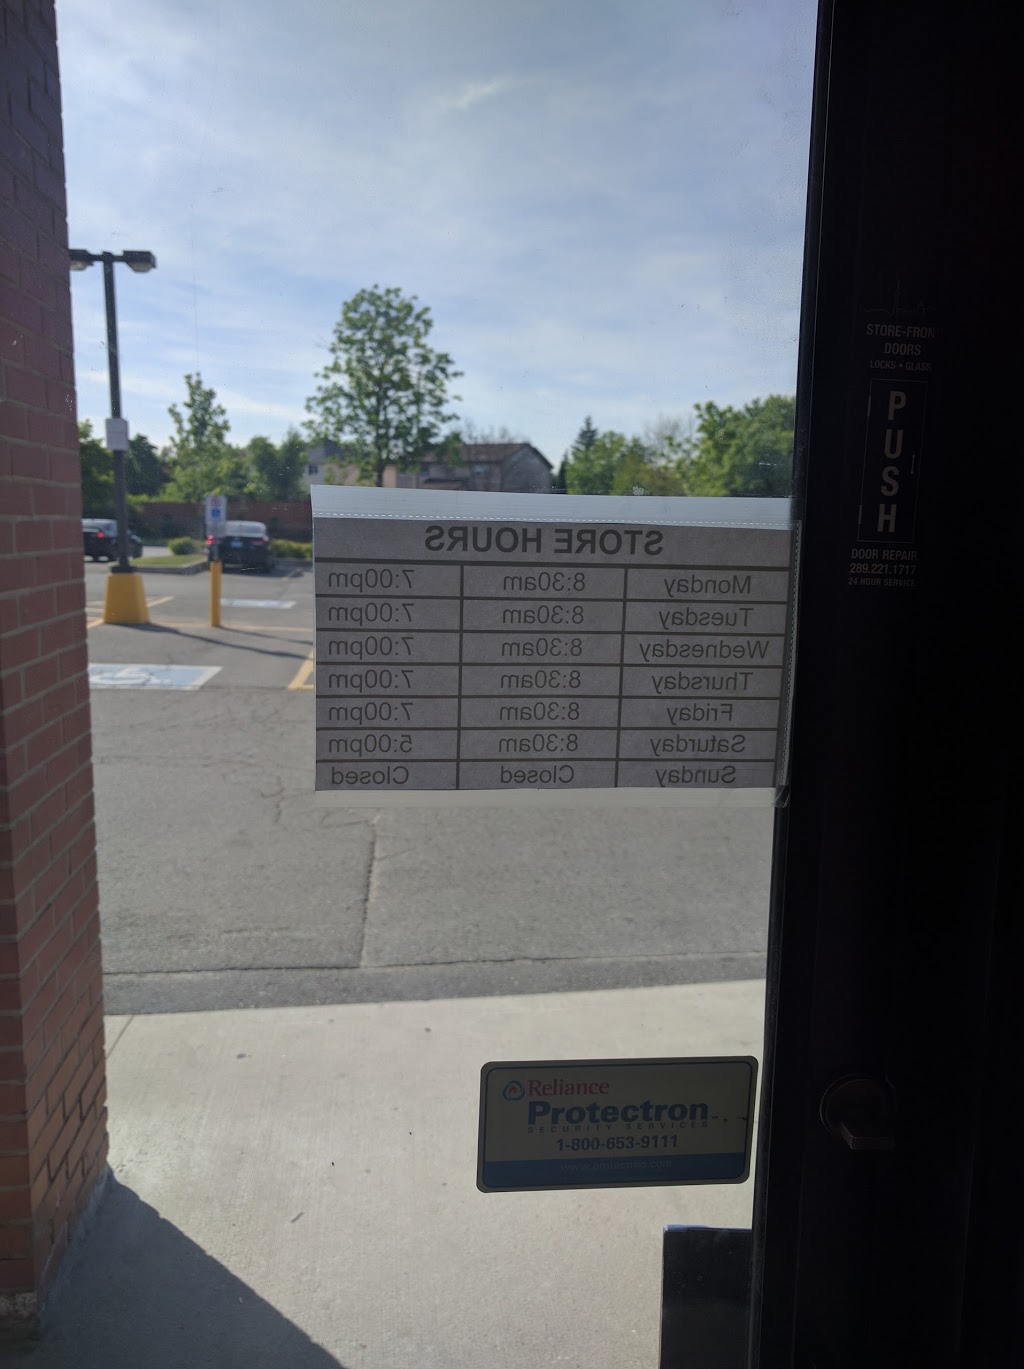 STORE-FRON
DOORS
LOCKS • GLASS
PUSH
DOOR REPAIR
289.221.1717
24 HOUR SERVICE
STORE HOURS
Monday 8:30am 7:00pm
Tuesday 8:30am 7:00pm
Wednesday 8:30am 7:00pm
Thursday 8:30am 7:00pm
Friday 8:30am 7:00pm
Saturday 8:30am 5:00pm
Sunday Closed Closed
Reliance
Protectron
SECURITY SERVICES
1-800-653-9111